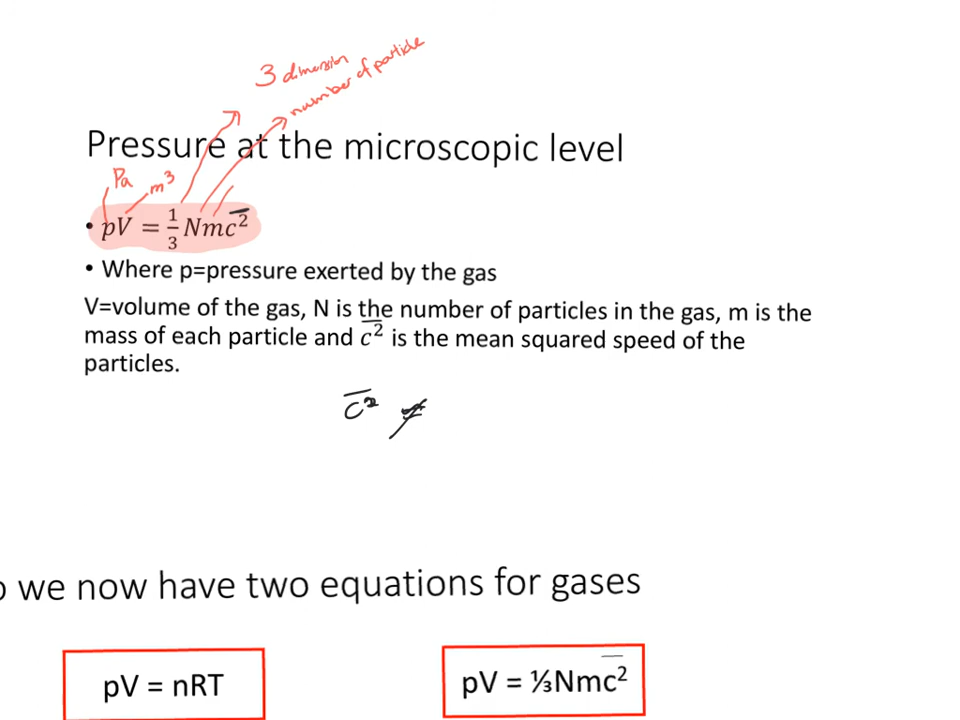 3 dimension
number of particle
Pressure at the microscopic level
Pa
m³
• pV = 1/3 Nmc̅²
• Where p=pressure exerted by the gas
V=volume of the gas, N is the number of particles in the gas, m is the
mass of each particle and c̅² is the mean squared speed of the
particles.
c̅² ≠
we now have two equations for gases
pV = nRT
pV = ⅓Nmc̅²